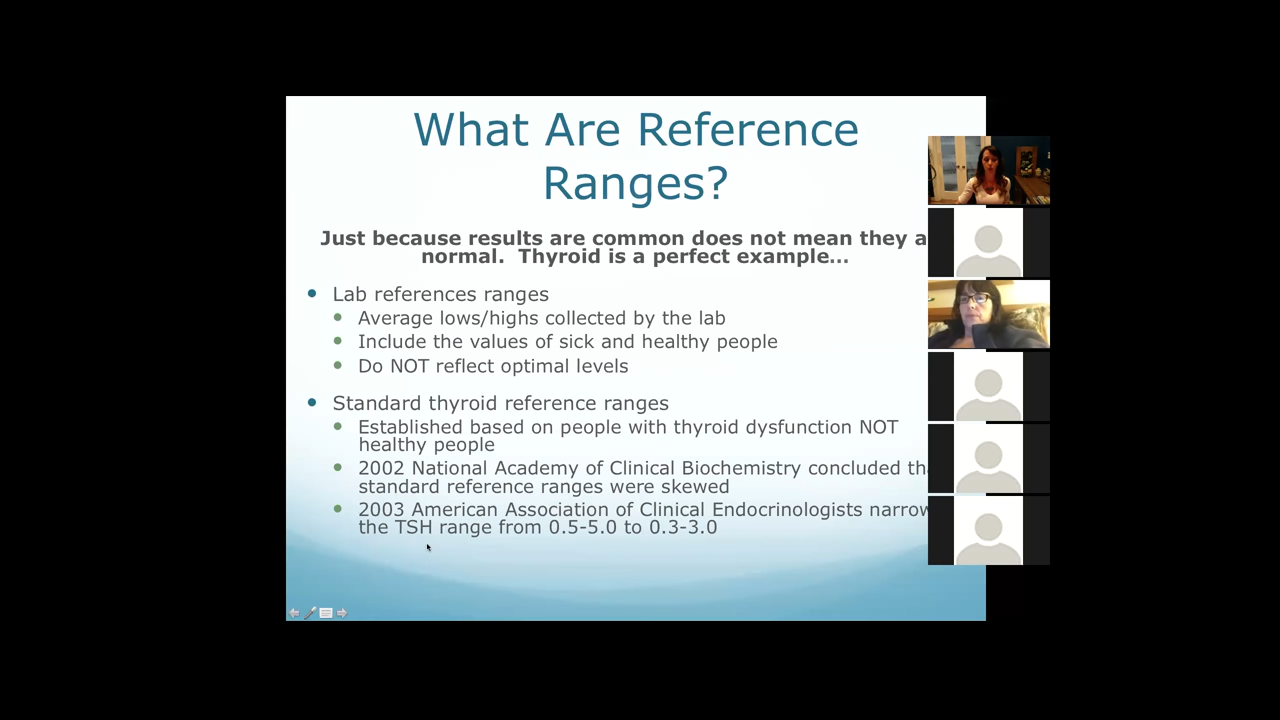 What Are Reference
Ranges?
Just because results are common does not mean they
normal.  Thyroid is a perfect example...
Lab references ranges
Average lows/highs collected by the lab
Include the values of sick and healthy people
Do NOT reflect optimal levels
Standard thyroid reference ranges
Established based on people with thyroid dysfunction NOT
healthy people
2002 National Academy of Clinical Biochemistry concluded
standard reference ranges were skewed
2003 American Association of Clinical Endocrinologists
the TSH range from 0.5-5.0 to 0.3-3.0